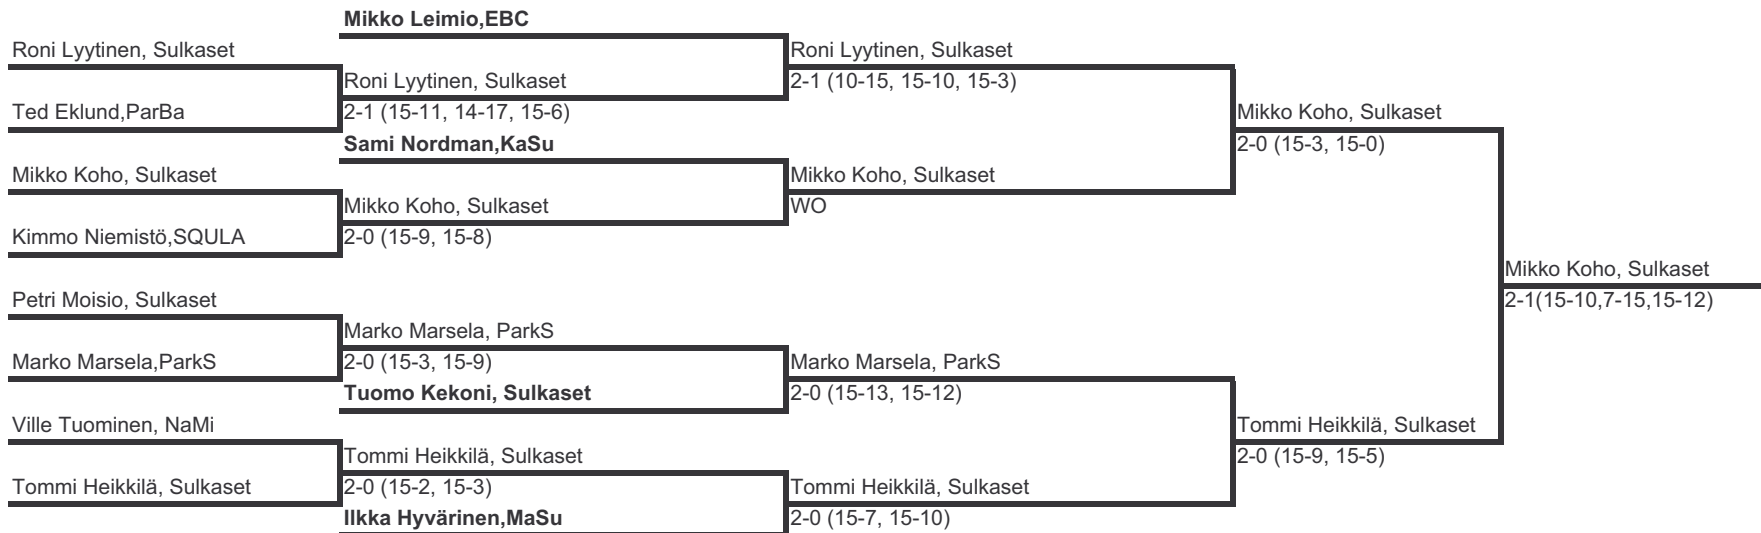 Mikko Leimio,EBC
Roni Lyytinen, Sulkaset
Roni Lyytinen, Sulkaset
Roni Lyytinen, Sulkaset
2-1 (10-15, 15-10, 15-3)
Ted Eklund,ParBa
2-1 (15-11, 14-17, 15-6)
Mikko Koho, Sulkaset
Sami Nordman,KaSu
2-0 (15-3, 15-0)
Mikko Koho, Sulkaset
Mikko Koho, Sulkaset
Mikko Koho, Sulkaset
WO
Kimmo Niemistö,SQULA
2-0 (15-9, 15-8)
Mikko Koho, Sulkaset
Petri Moisio, Sulkaset
2-1(15-10,7-15,15-12)
Marko Marsela, ParkS
Marko Marsela,ParkS
2-0 (15-3, 15-9)
Marko Marsela, ParkS
Tuomo Kekoni, Sulkaset
2-0 (15-13, 15-12)
Ville Tuominen, NaMi
Tommi Heikkilä, Sulkaset
Tommi Heikkilä, Sulkaset
2-0 (15-9, 15-5)
Tommi Heikkilä, Sulkaset
2-0 (15-2, 15-3)
Tommi Heikkilä, Sulkaset
Ilkka Hyvärinen,MaSu
2-0 (15-7, 15-10)